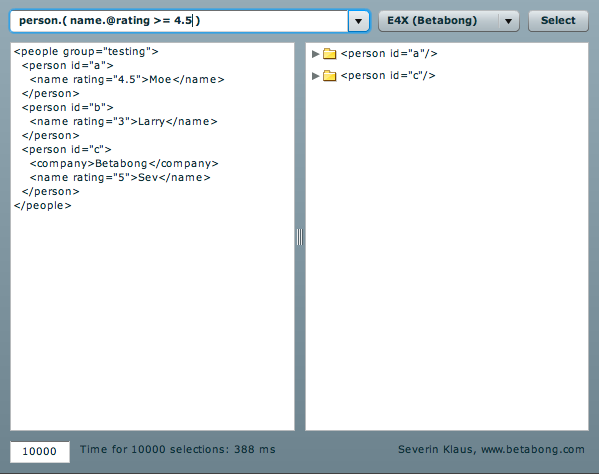 person.( name.@rating >= 4.5 )
E4X (Betabong)
Select
<people group="testing">
<person id="a">
<name rating="4.5">Moe</name>
</person>
<person id="b">
<name rating="3">Larry</name>
</person>
<person id="c">
<company>Betabong</company>
<name rating="5">Sev</name>
</person>
</people>
<person id="a"/>
<person id="c"/>
10000
Time for 10000 selections: 388 ms
Severin Klaus, www.betabong.com